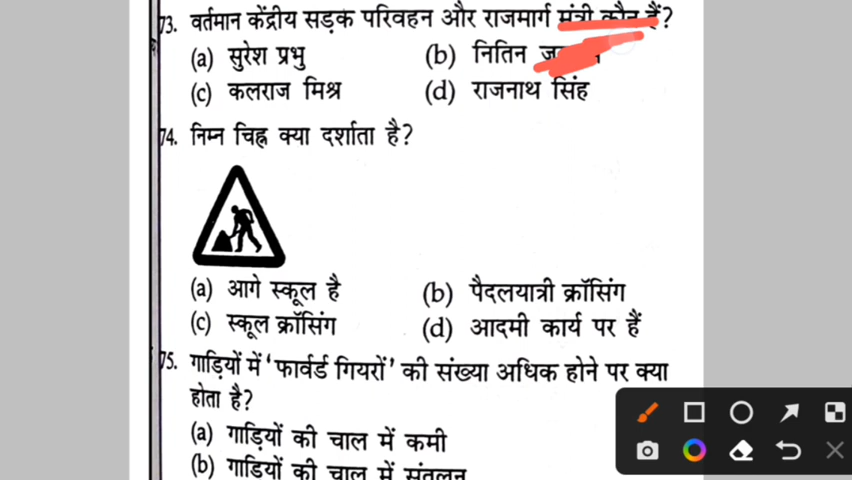 73. वर्तमान केंद्रीय सड़क परिवहन और राजमार्ग मंत्री कौन हैं?
(a) सुरेश प्रभु (b) नितिन
(c) कलराज मिश्र (d) राजनाथ सिंह
74. निम्न चिह्न क्या दर्शाता है?
(a) आगे स्कूल है (b) पैदलयात्री क्रॉसिंग
(c) स्कूल क्रॉसिंग (d) आदमी कार्य पर हैं
75. गाड़ियों में 'फार्वर्ड गियरों' की संख्या अधिक होने पर क्या
होता है?
(a) गाड़ियों की चाल में कमी
(b) गाडियों की चाल में संतुलन